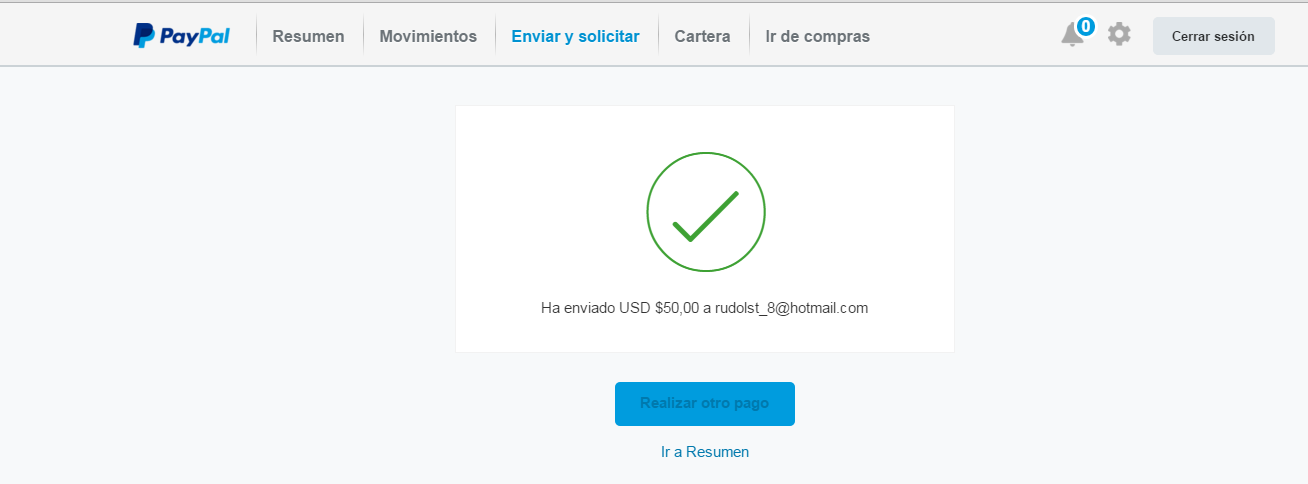 PayPal Resumen Movimientos Enviar y solicitar Cartera Ir de compras 0 Cerrar sesión
Ha enviado USD $50,00 a rudolst_8@hotmail.com
Realizar otro pago
Ir a Resumen